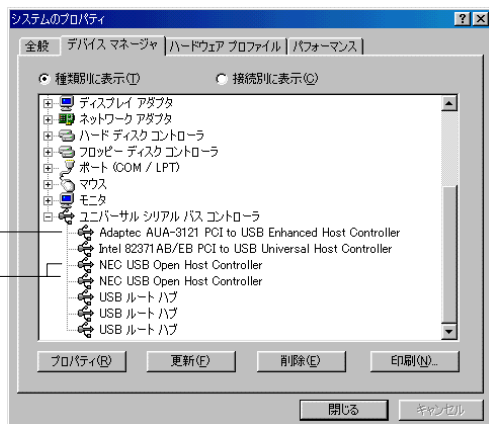 システムのプロパティ
全般 デバイス マネージャ ハードウェア プロファイル パフォーマンス
種類別に表示(T) 接続別に表示(C)
ディスプレイ アダプタ
ネットワーク アダプタ
ハード ディスク コントローラ
フロッピー ディスク コントローラ
ポート (COM / LPT)
マウス
モニタ
ユニバーサル シリアル バス コントローラ
Adaptec AUA-3121 PCI to USB Enhanced Host Controller
Intel 82371AB/EB PCI to USB Universal Host Controller
NEC USB Open Host Controller
NEC USB Open Host Controller
USB ルート ハブ
USB ルート ハブ
USB ルート ハブ
プロパティ(R) 更新(F) 削除(E) 印刷(N)...
閉じる キャンセル